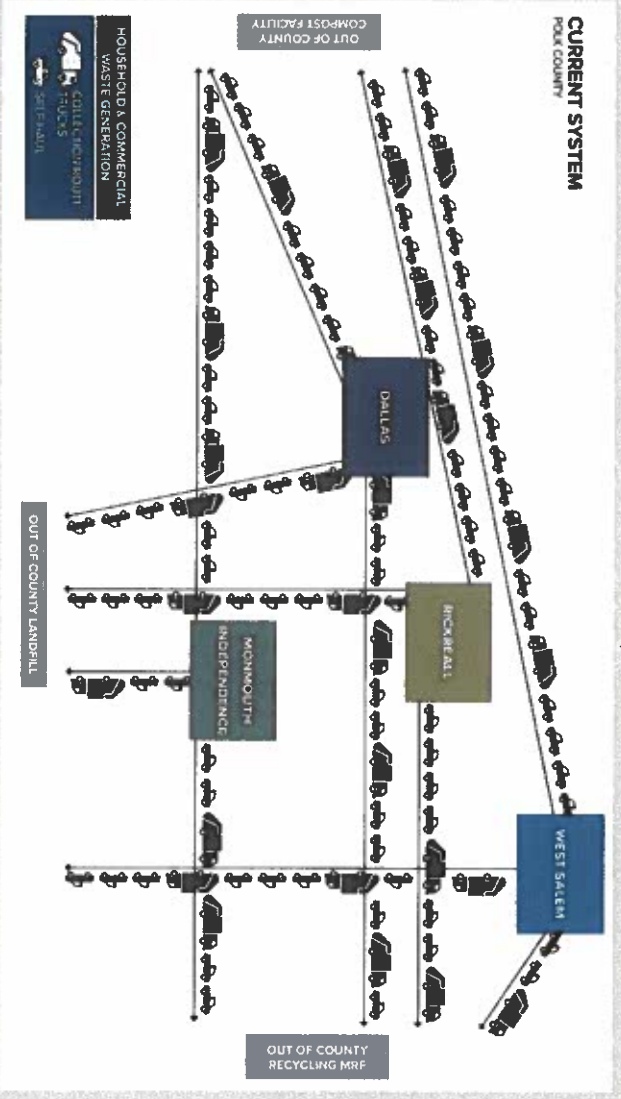 CURRENT SYSTEM
POLK COUNTY
OUT OF COUNTY
COMPOST FACILITY
HOUSEHOLD & COMMERCIAL
WASTE GENERATION
COLLECTION ROUTE
TRUCKS
SELF HAUL
DALLAS
RICKREALL
MONMOUTH
INDEPENDENCE
WEST SALEM
OUT OF COUNTY LANDFILL
OUT OF COUNTY
RECYCLING MRF